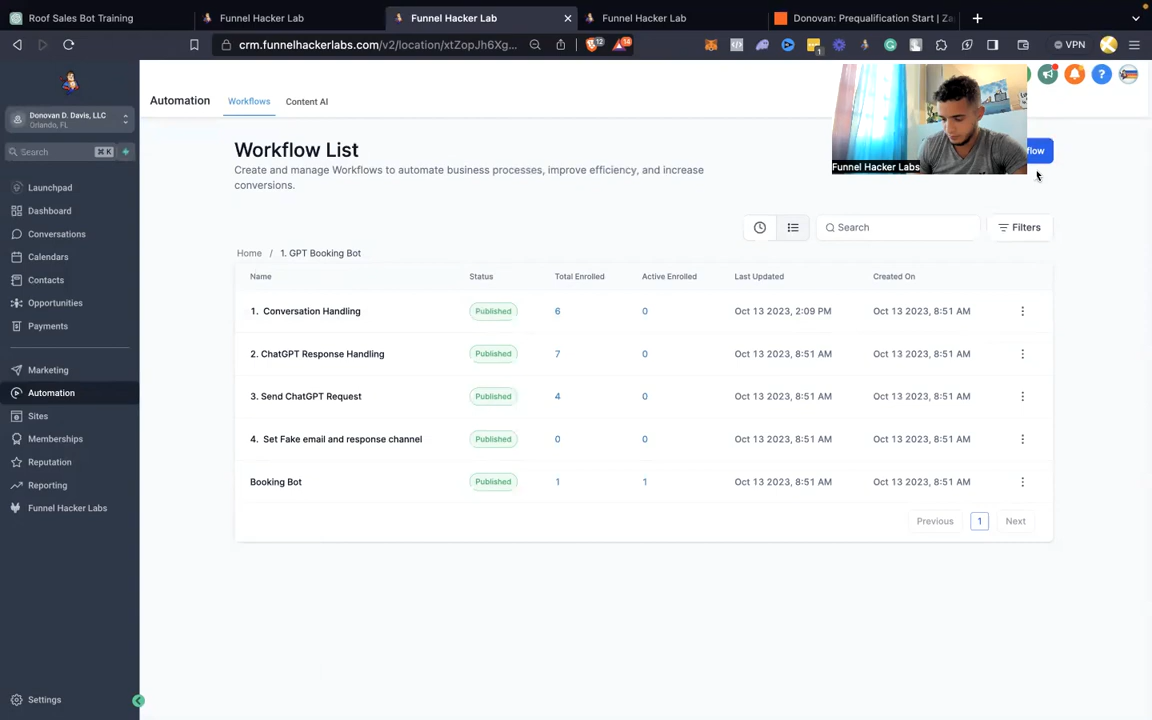 Roof Sales Bot Training
Funnel Hacker Lab
Funnel Hacker Lab
Funnel Hacker Lab
Donovan: Prequalification Start | Za
crm.funnelhackerlabs.com/v2/location/xtZopJh6Xg...
12
14
1
VPN
Donovan D. Davis, LLC
Orlando, FL
Search
⌘ K
Launchpad
Dashboard
Conversations
Calendars
Contacts
Opportunities
Payments
Marketing
Automation
Sites
Memberships
Reputation
Reporting
Funnel Hacker Labs
Settings
Automation
Workflows
Content AI
Funnel Hacker Labs
Workflow List
Create and manage Workflows to automate business processes, improve efficiency, and increase
conversions.
flow
Search
Filters
Home / 1. GPT Booking Bot
Name Status Total Enrolled Active Enrolled Last Updated Created On
1. Conversation Handling Published 6 0 Oct 13 2023, 2:09 PM Oct 13 2023, 8:51 AM
2. ChatGPT Response Handling Published 7 0 Oct 13 2023, 8:51 AM Oct 13 2023, 8:51 AM
3. Send ChatGPT Request Published 4 0 Oct 13 2023, 8:51 AM Oct 13 2023, 8:51 AM
4. Set Fake email and response channel Published 0 0 Oct 13 2023, 8:51 AM Oct 13 2023, 8:51 AM
Booking Bot Published 1 1 Oct 13 2023, 8:51 AM Oct 13 2023, 8:51 AM
Previous 1 Next